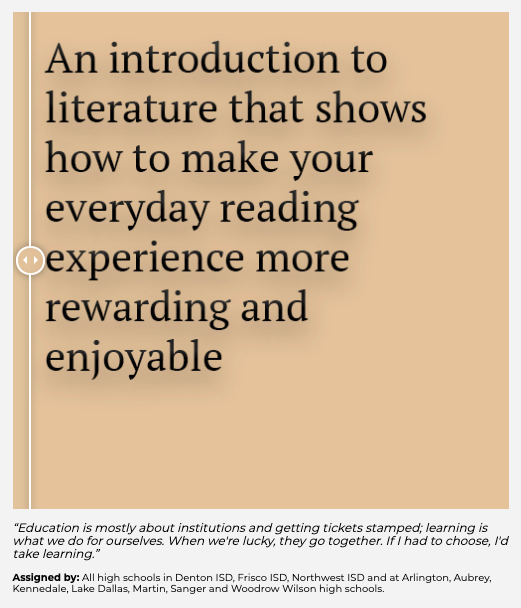 An introduction to
literature that shows
how to make your
everyday reading
experience more
rewarding and
enjoyable
“Education is mostly about institutions and getting tickets stamped; learning is
what we do for ourselves. When we're lucky, they go together. If I had to choose, I'd
take learning.”
Assigned by: All high schools in Denton ISD, Frisco ISD, Northwest ISD and at Arlington, Aubrey,
Kennedale, Lake Dallas, Martin, Sanger and Woodrow Wilson high schools.